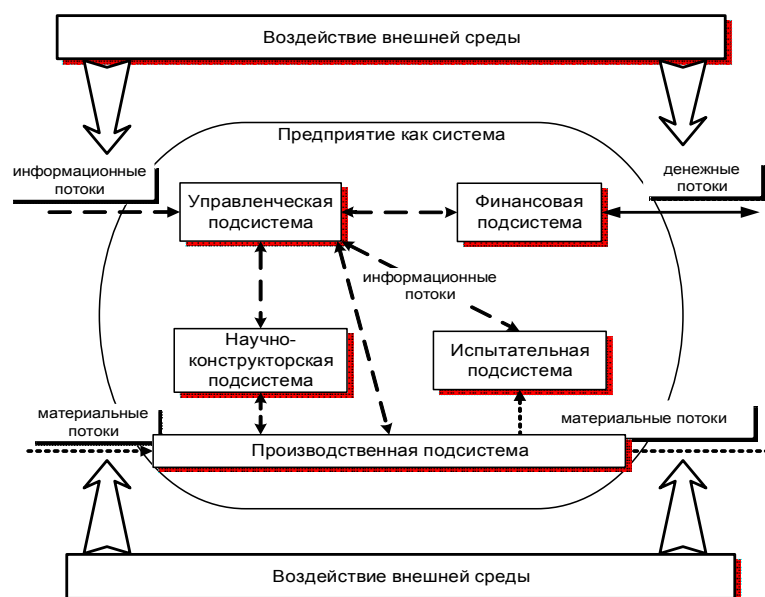 Воздействие внешней среды
Предприятие как система
информационные
потоки
денежные
потоки
Управленческая
подсистема
Финансовая
подсистема
информационные
потоки
Научно-
конструкторская
подсистема
Испытательная
подсистема
материальные
потоки
материальные потоки
Производственная подсистема
Воздействие внешней среды